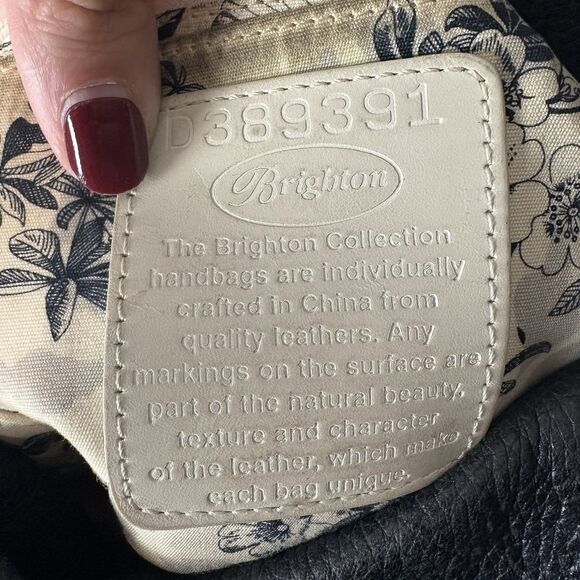 D389391
Brighton
The Brighton Collection
handbags are individually
crafted in China from
quality leathers. Any
markings on the surface are
part of the natural beauty,
texture and character
of the leather, which make
each bag unique.